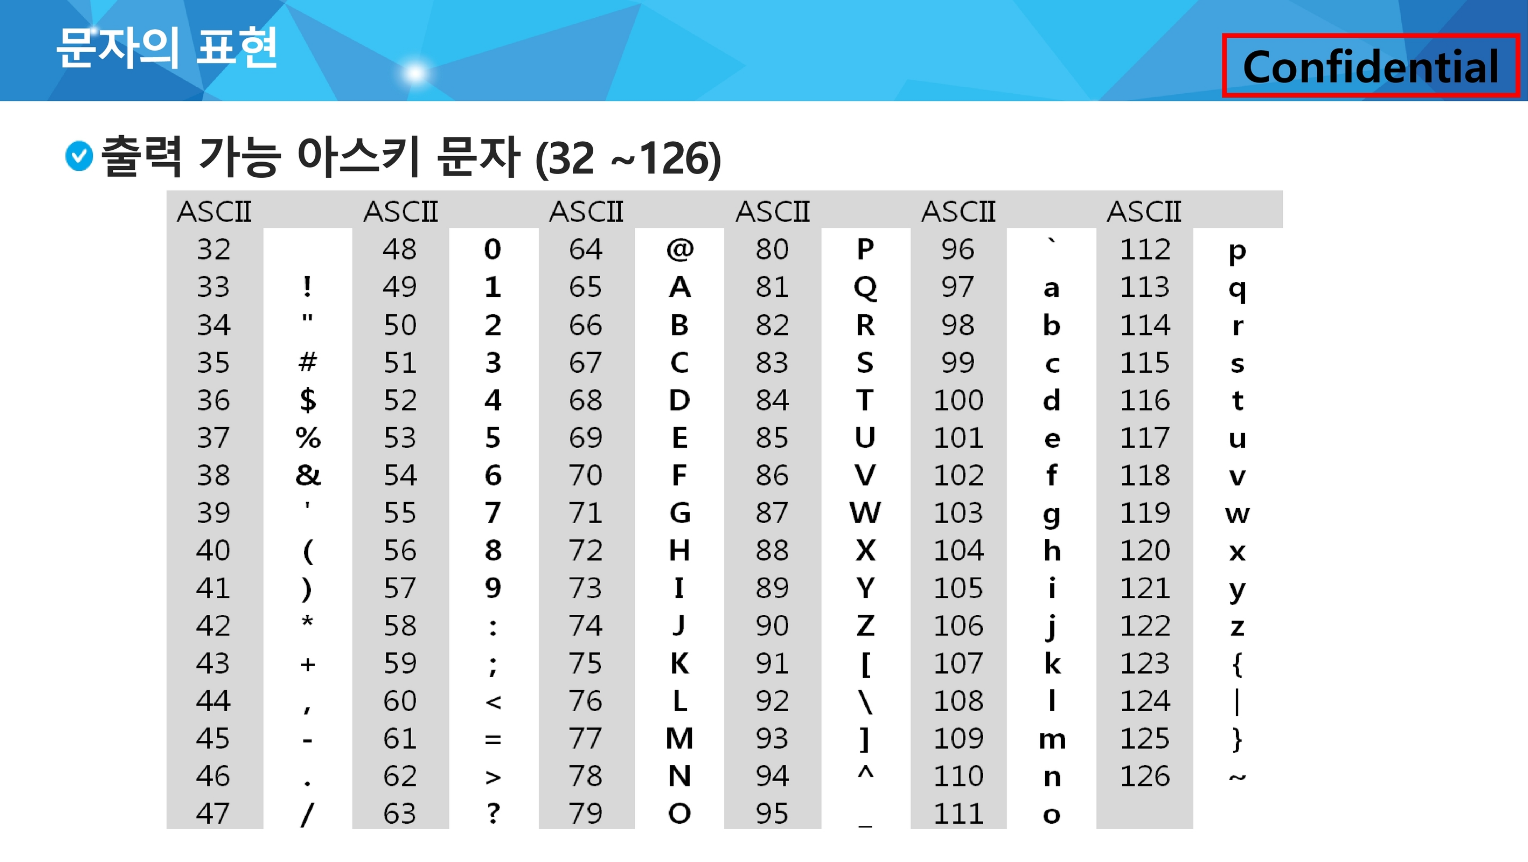 문자의 표현
Confidential
출력 가능 아스키 문자 (32 ~126)
ASCII ASCII ASCII ASCII ASCII ASCII
32 48 0 64 @ 80 P 96 ` 112 p
33 ! 49 1 65 A 81 Q 97 a 113 q
34 " 50 2 66 B 82 R 98 b 114 r
35 # 51 3 67 C 83 S 99 c 115 s
36 $ 52 4 68 D 84 T 100 d 116 t
37 % 53 5 69 E 85 U 101 e 117 u
38 & 54 6 70 F 86 V 102 f 118 v
39 ' 55 7 71 G 87 W 103 g 119 w
40 ( 56 8 72 H 88 X 104 h 120 x
41 ) 57 9 73 I 89 Y 105 i 121 y
42 * 58 : 74 J 90 Z 106 j 122 z
43 + 59 ; 75 K 91 [ 107 k 123 {
44 , 60 < 76 L 92 \ 108 l 124 |
45 - 61 = 77 M 93 ] 109 m 125 }
46 . 62 > 78 N 94 ^ 110 n 126 ~
47 / 63 ? 79 O 95 _ 111 o